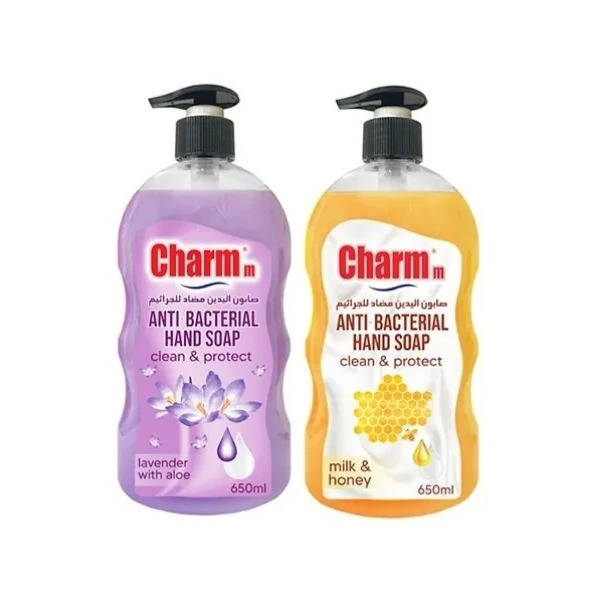 Charm m
صابون اليدين مضاد للجراثيم
ANTI BACTERIAL
HAND SOAP
clean & protect
lavender
with aloe
650ml
Charm m
صابون اليدين مضاد للجراثيم
ANTI BACTERIAL
HAND SOAP
clean & protect
milk &
honey
650ml